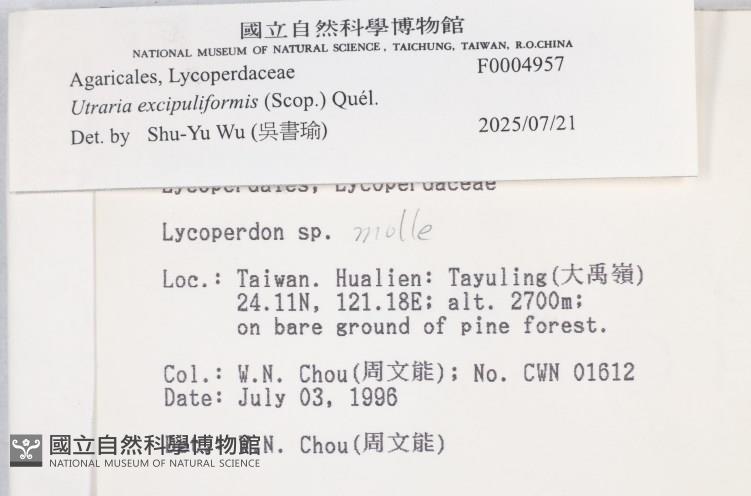 國立自然科學博物館
NATIONAL MUSEUM OF NATURAL SCIENCE, TAICHUNG, TAIWAN, R.O.CHINA
Agaricales, Lycoperdaceae F0004957
Utraria excipuliformis (Scop.) Quél.
Det. by Shu-Yu Wu (吳書瑜) 2025/07/21
Lycoperdales, Lycoperdaceae
Lycoperdon sp. molle
Loc.: Taiwan. Hualien: Tayuling(大禹嶺)
24.11N, 121.18E; alt. 2700m;
on bare ground of pine forest.
Col.: W.N. Chou(周文能); No. CWN 01612
Date: July 03, 1996
N. Chou(周文能)
國立自然科學博物館
NATIONAL MUSEUM OF NATURAL SCIENCE